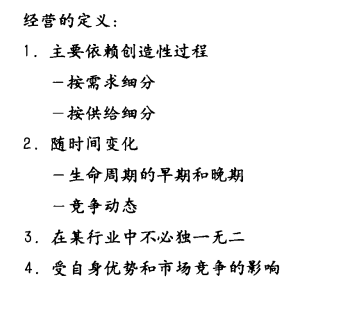 经营的定义：
1. 主要依赖创造性过程
－按需求细分
－按供给细分
2. 随时间变化
－生命周期的早期和晚期
－竞争动态
3. 在某行业中不必独一无二
4. 受自身优势和市场竞争的影响